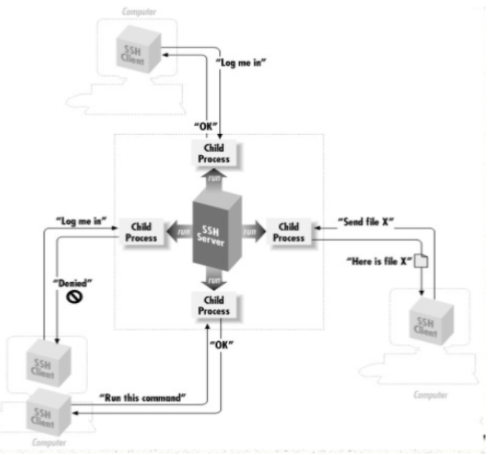 Computer
SSH
Client
"Log me in"
"OK"
Child
Process
run
"Log me in"
Child
Process
run
SSH
Server
run
Child
Process
"Send file X"
"Here is file X"
"Denied"
run
Child
Process
"OK"
SSH
Client
SSH
Client
"Run this command"
SSH
Client
Computer
Computer